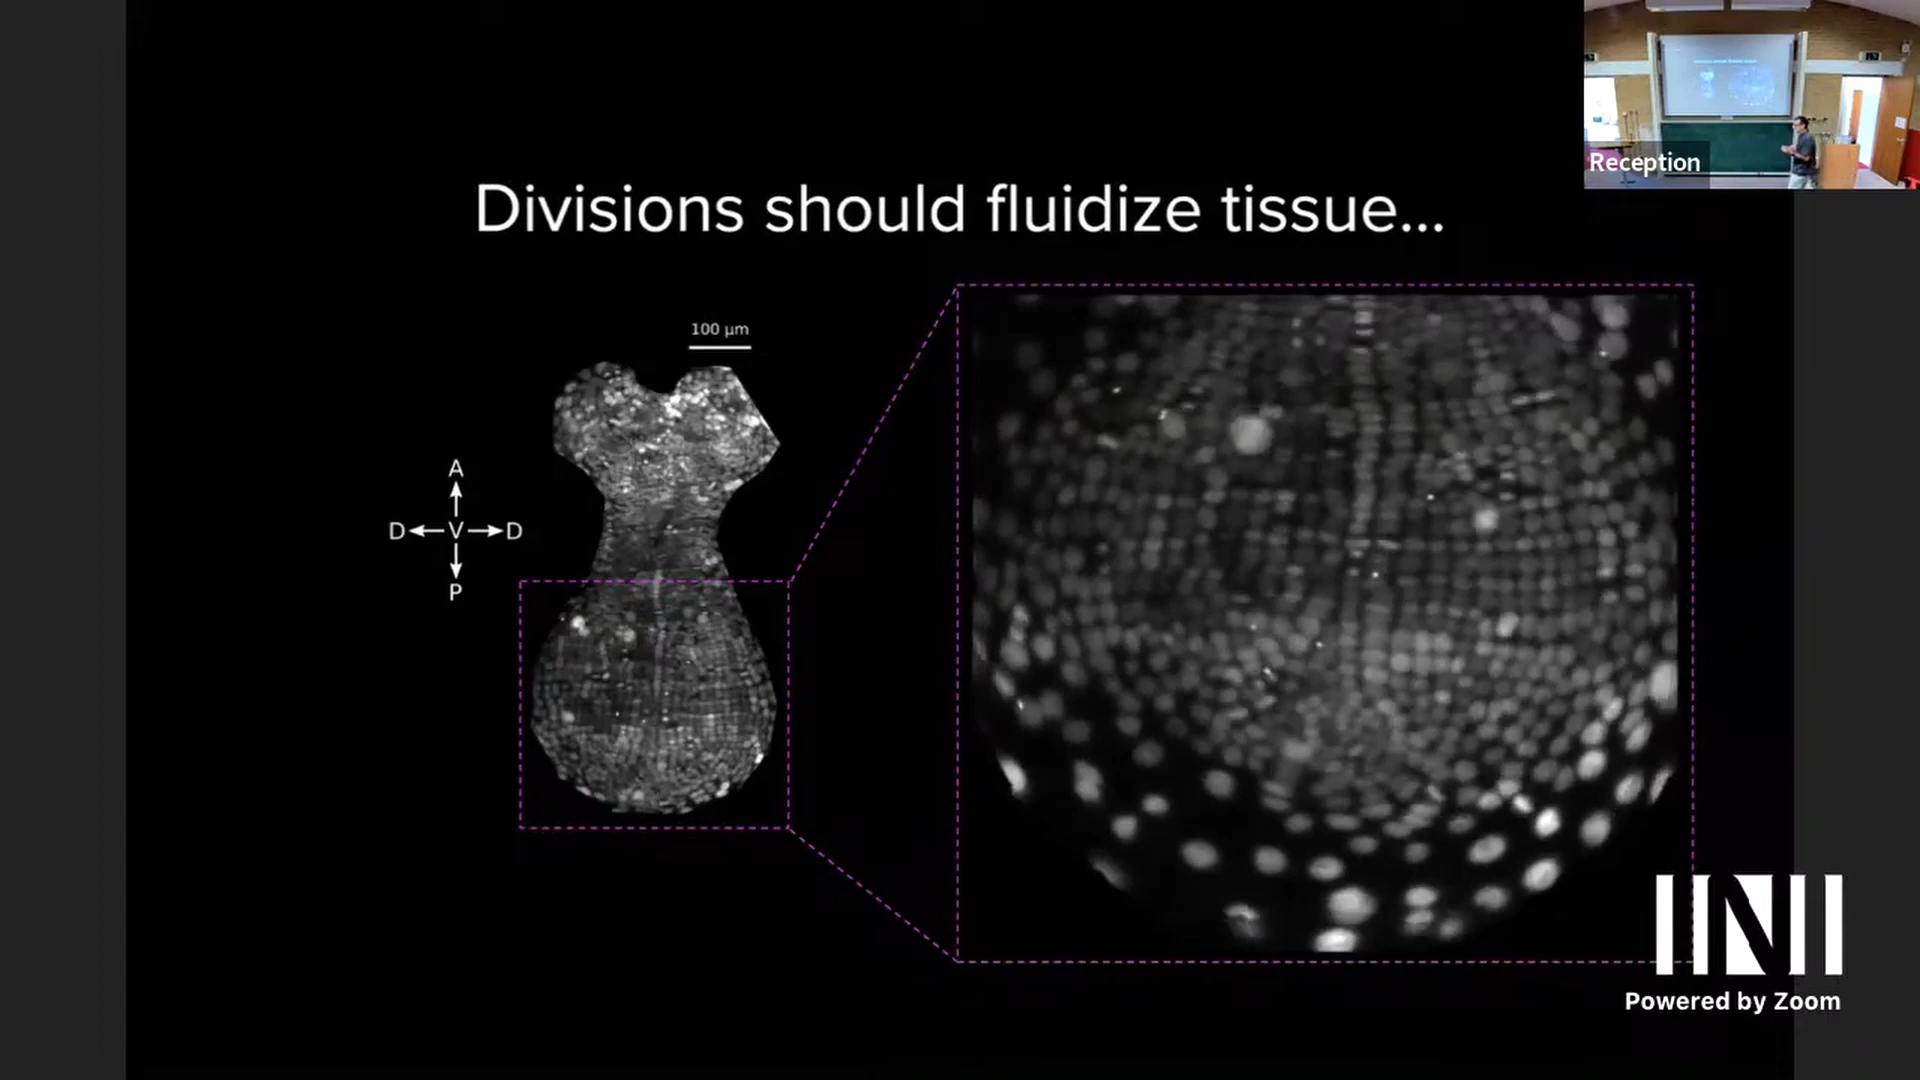 Reception
Divisions should fluidize tissue...
100 µm
A
D V D
P
INI
Powered by Zoom